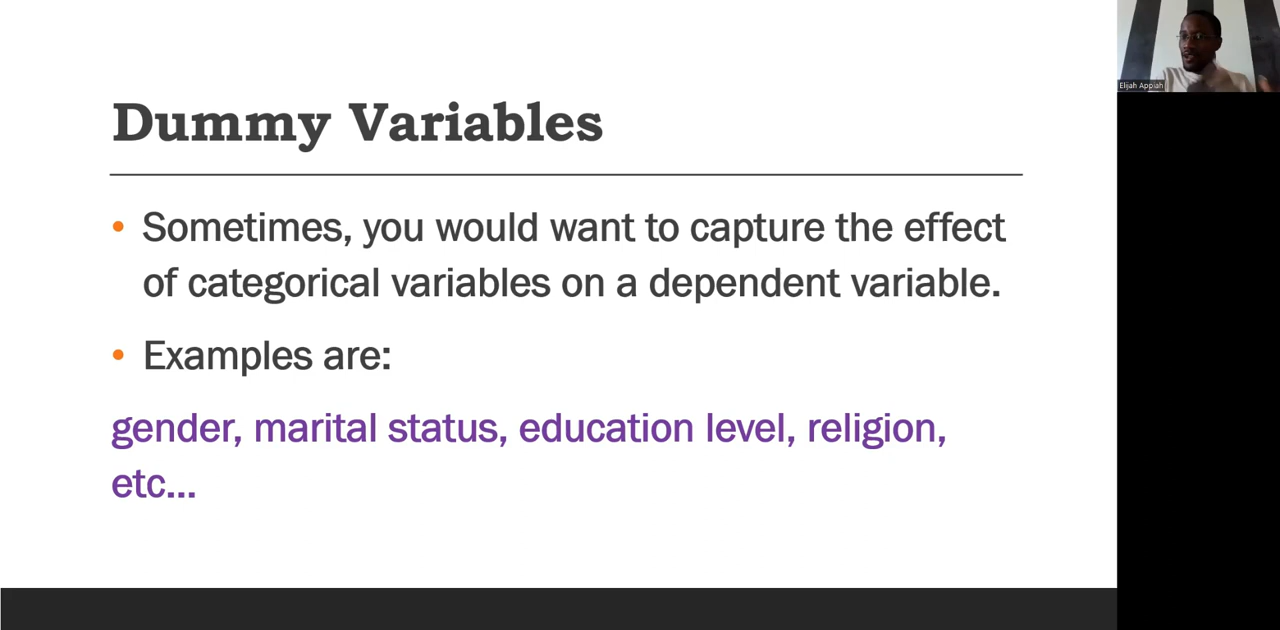 Dummy Variables
• Sometimes, you would want to capture the effect
of categorical variables on a dependent variable.
• Examples are:
gender, marital status, education level, religion,
etc...
Elijah Appiah